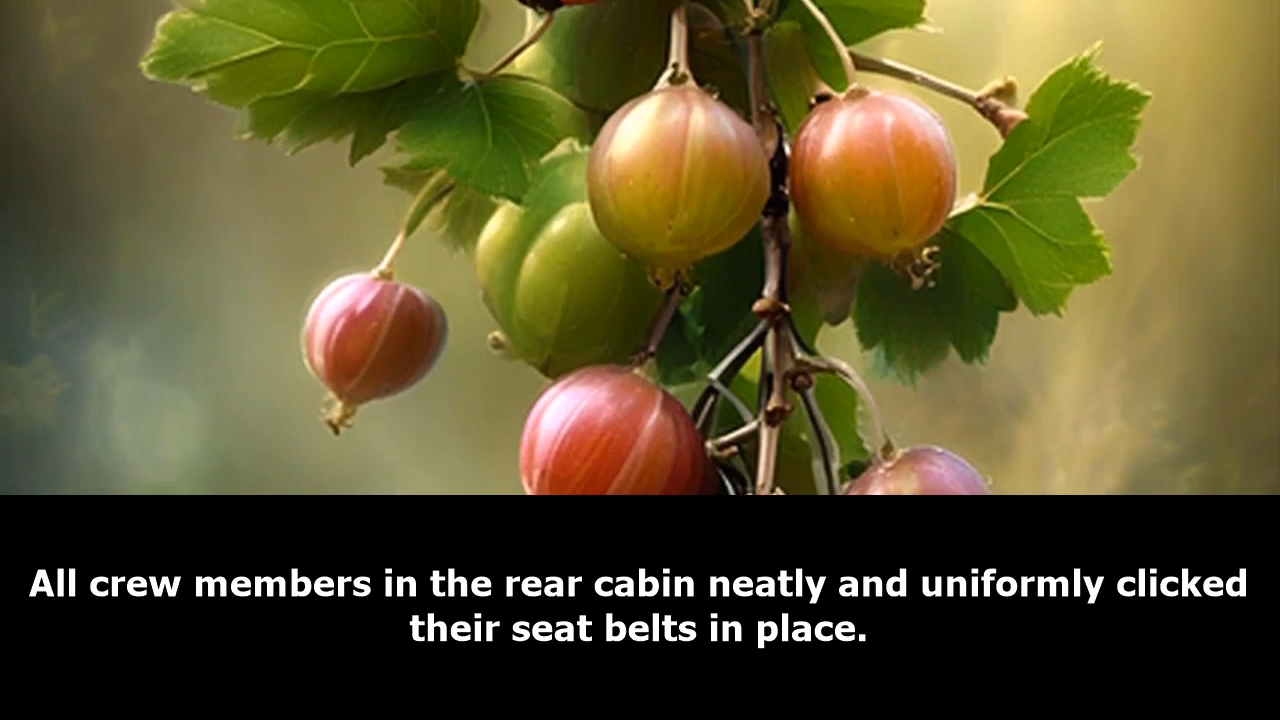 All crew members in the rear cabin neatly and uniformly clicked
their seat belts in place.